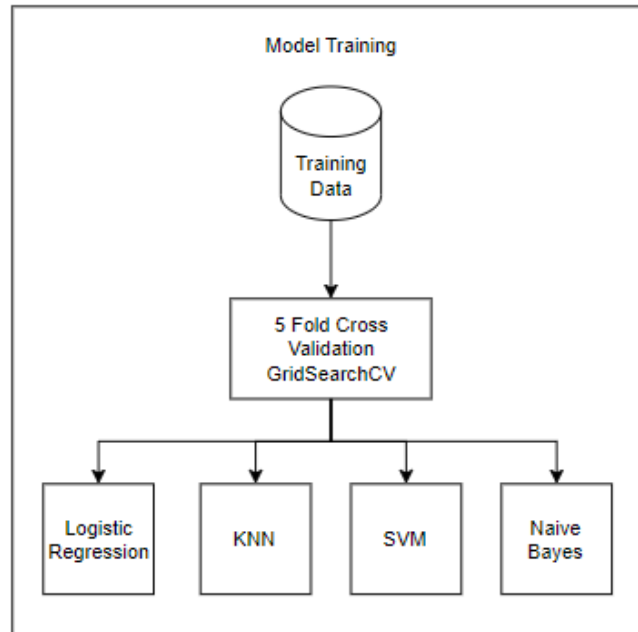 Model Training
Training
Data
5 Fold Cross
Validation
GridSearchCV
Logistic
Regression
KNN
SVM
Naive
Bayes